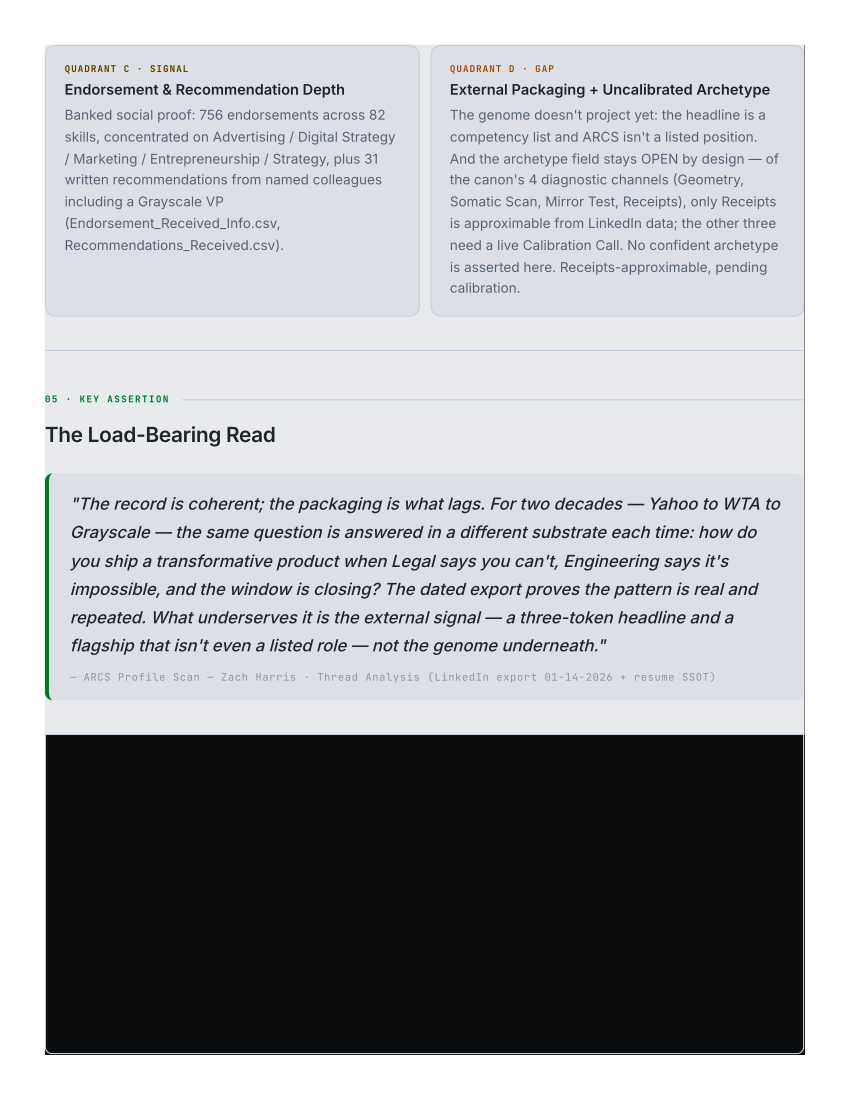 QUADRANT C · SIGNAL
Endorsement & Recommendation Depth
Banked social proof: 756 endorsements across 82
skills, concentrated on Advertising / Digital Strategy
/ Marketing / Entrepreneurship / Strategy, plus 31
written recommendations from named colleagues
including a Grayscale VP
(Endorsement_Received_Info.csv,
Recommendations_Received.csv).
QUADRANT D · GAP
External Packaging + Uncalibrated Archetype
The genome doesn't project yet: the headline is a
competency list and ARCS isn't a listed position.
And the archetype field stays OPEN by design — of
the canon's 4 diagnostic channels (Geometry,
Somatic Scan, Mirror Test, Receipts), only Receipts
is approximable from LinkedIn data; the other three
need a live Calibration Call. No confident archetype
is asserted here. Receipts-approximable, pending
calibration.
05 · KEY ASSERTION
The Load-Bearing Read
"The record is coherent; the packaging is what lags. For two decades — Yahoo to WTA to
Grayscale — the same question is answered in a different substrate each time: how do
you ship a transformative product when Legal says you can't, Engineering says it's
impossible, and the window is closing? The dated export proves the pattern is real and
repeated. What underserves it is the external signal — a three-token headline and a
flagship that isn't even a listed role — not the genome underneath."
— ARCS Profile Scan — Zach Harris · Thread Analysis (LinkedIn export 01-14-2026 + resume SSOT)